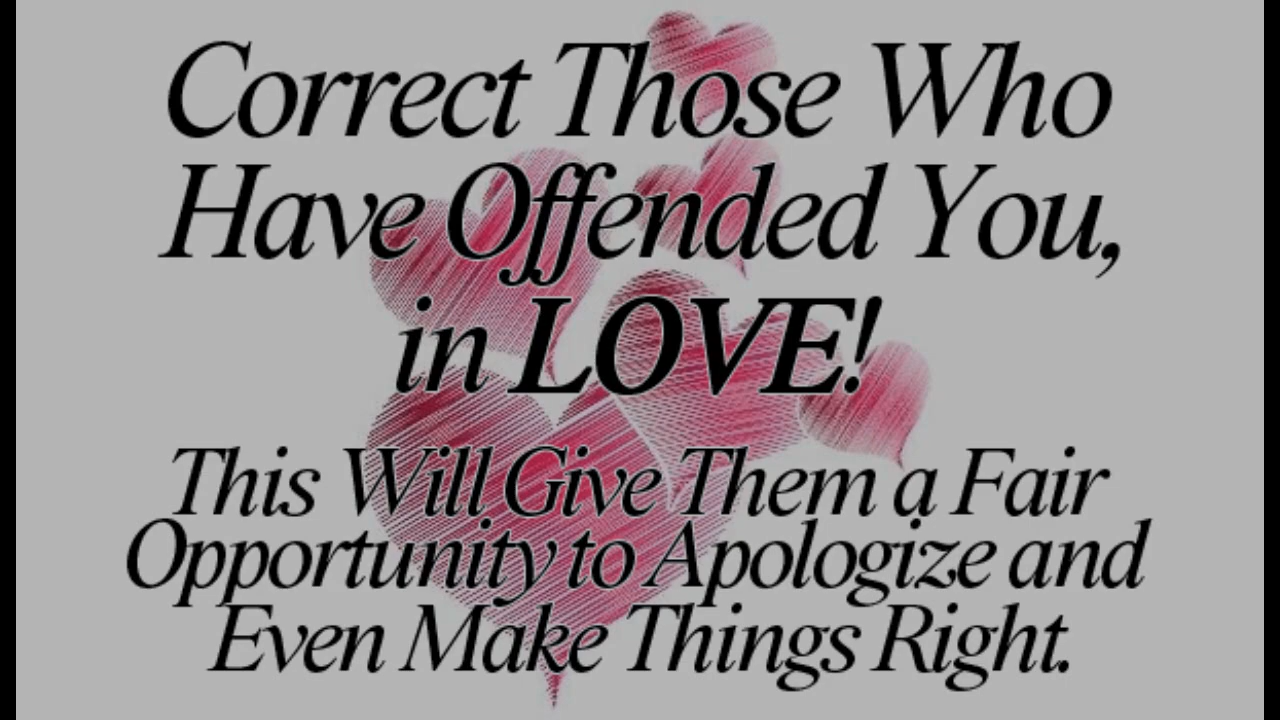 Correct Those Who
Have Offended You,
in LOVE!
This Will Give Them a Fair
Opportunity to Apologize and
Even Make Things Right.